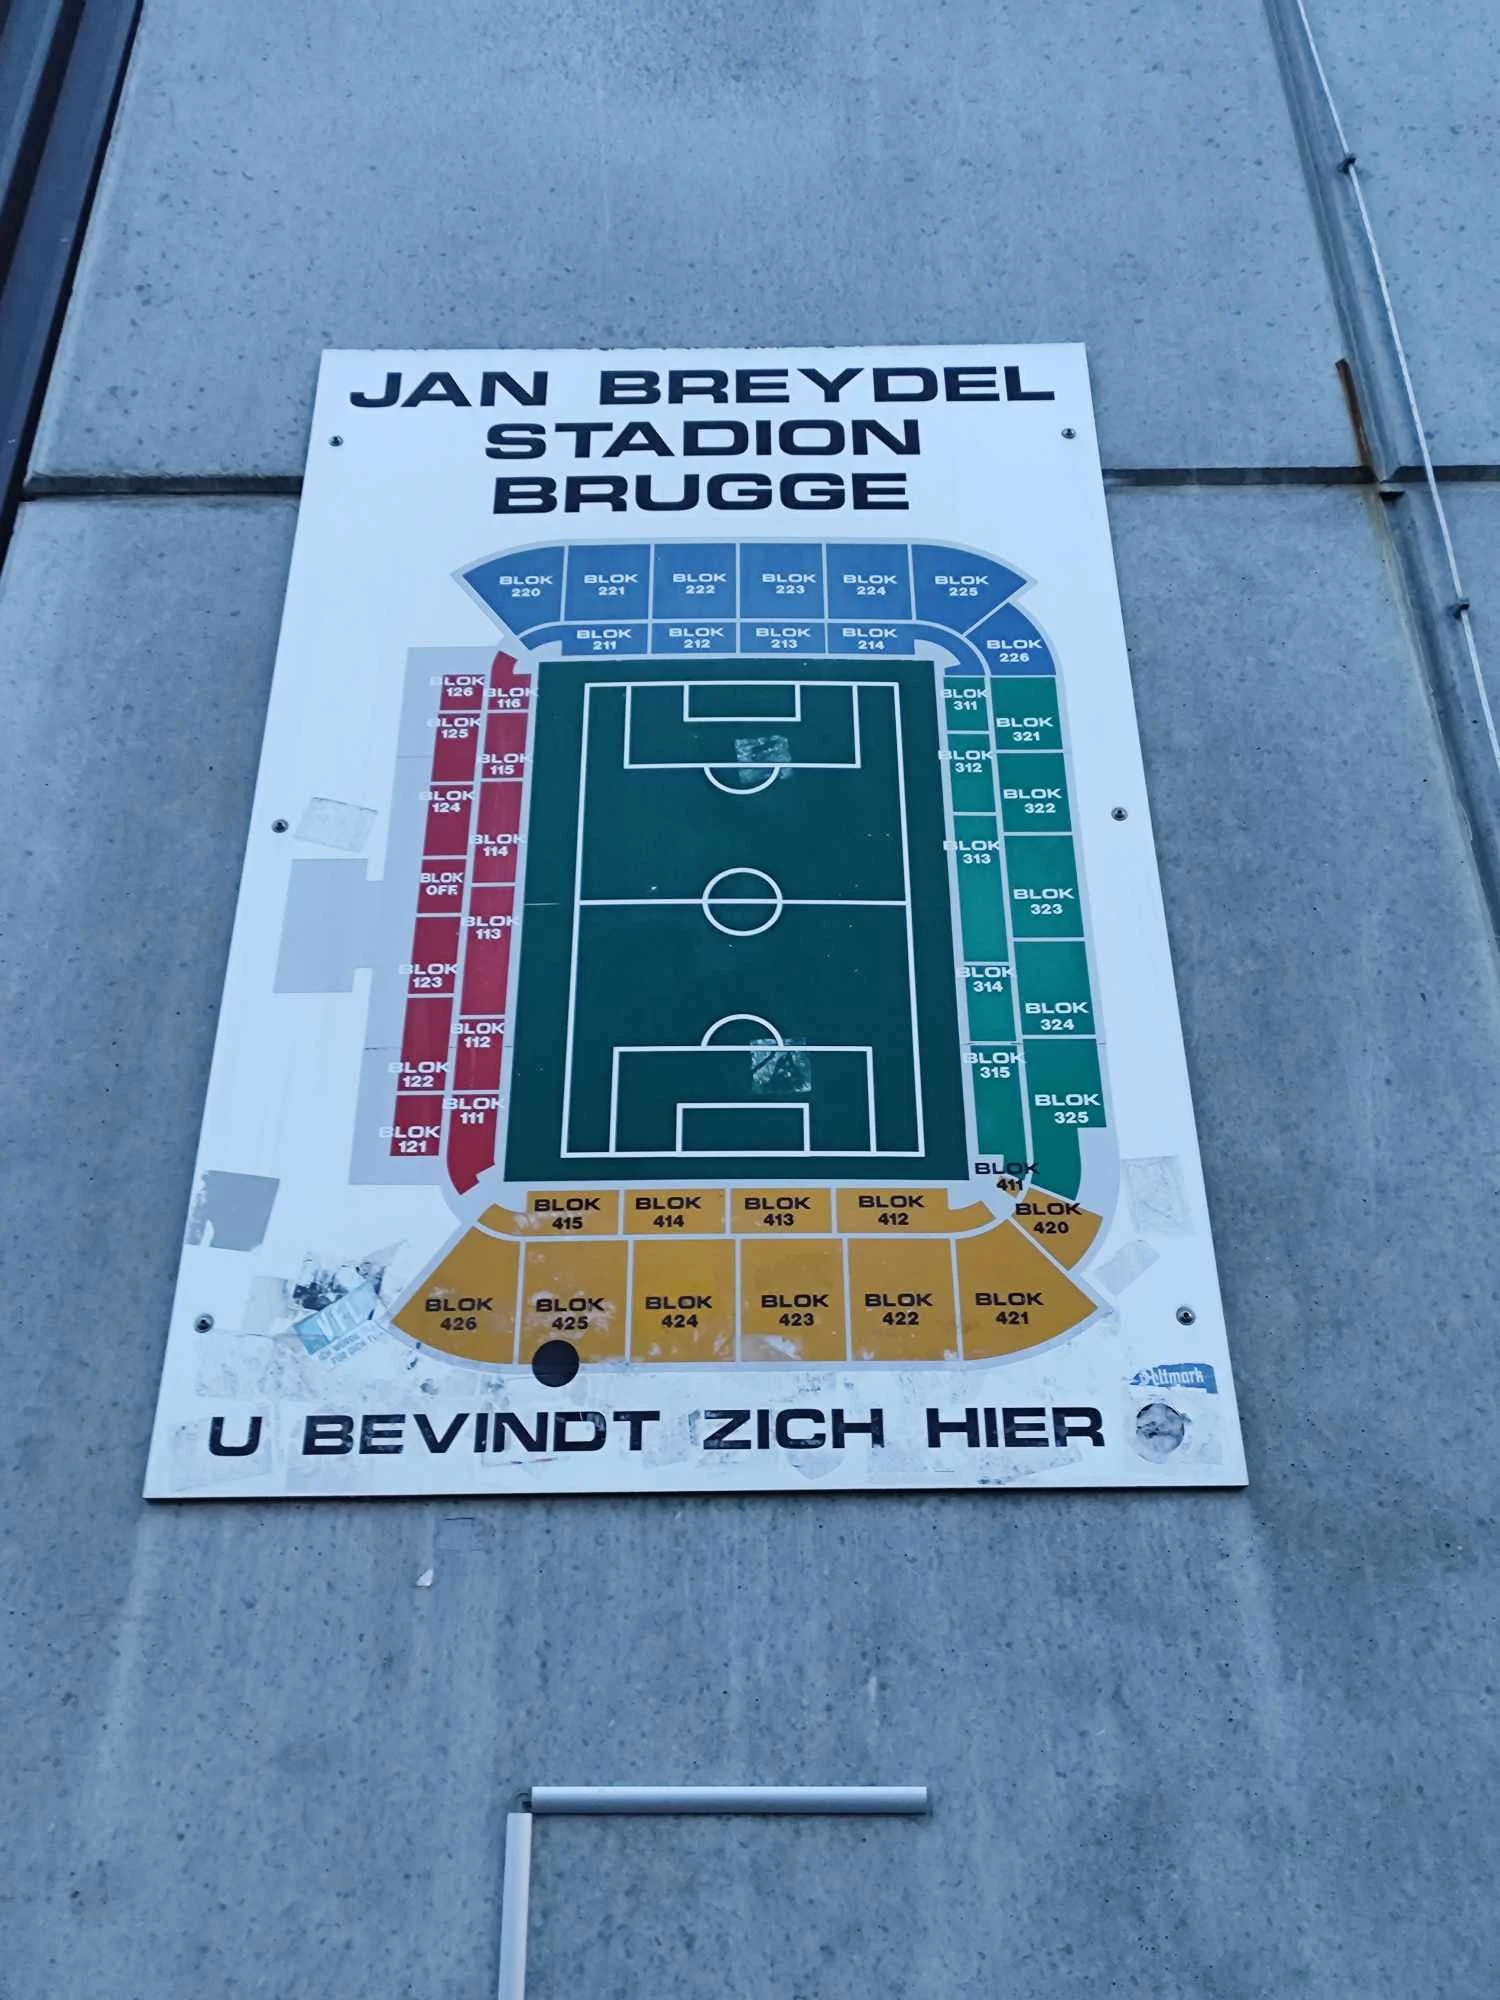 JAN BREYDEL
STADION
BRUGGE
BLOK
220
BLOK
221
BLOK
222
BLOK
223
BLOK
224
BLOK
225
BLOK
226
BLOK
211
BLOK
212
BLOK
213
BLOK
214
BLOK
126
BLOK
125
BLOK
124
BLOK
OFF.
BLOK
123
BLOK
122
BLOK
121
BLOK
116
BLOK
115
BLOK
114
BLOK
113
BLOK
112
BLOK
111
BLOK
311
BLOK
312
BLOK
313
BLOK
314
BLOK
315
BLOK
321
BLOK
322
BLOK
323
BLOK
324
BLOK
325
BLOK
411
BLOK
415
BLOK
414
BLOK
413
BLOK
412
BLOK
420
BLOK
426
BLOK
425
BLOK
424
BLOK
423
BLOK
422
BLOK
421
U BEVINDT ZICH HIER